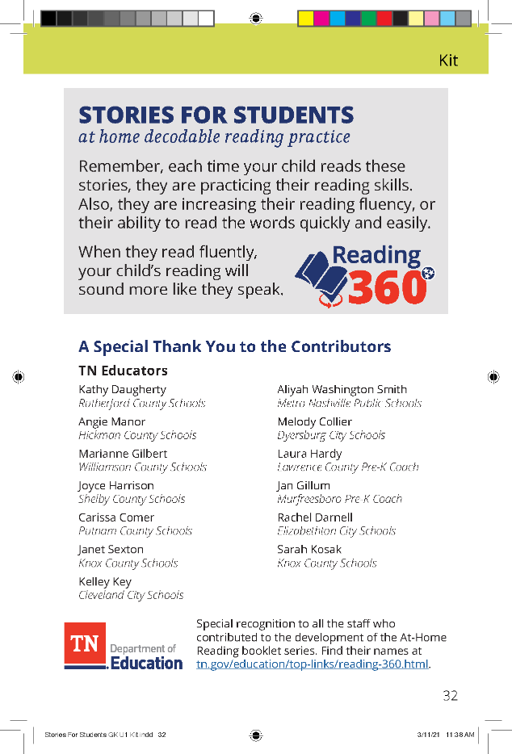 Kit
STORIES FOR STUDENTS
at home decodable reading practice
Remember, each time your child reads these
stories, they are practicing their reading skills.
Also, they are increasing their reading fluency, or
their ability to read the words quickly and easily.
When they read fluently,
your child's reading will
sound more like they speak.
Reading
360
A Special Thank You to the Contributors
TN Educators
Kathy Daugherty
Rutherford County Schools
Angie Manor
Hickman County Schools
Marianne Gilbert
Williamson County Schools
Joyce Harrison
Shelby County Schools
Carissa Comer
Putnam County Schools
Janet Sexton
Knox County Schools
Kelley Key
Cleveland City Schools
Aliyah Washington Smith
Metro Nashville Public Schools
Melody Collier
Dyersburg City Schools
Laura Hardy
Lawrence County Pre-K Coach
Jan Gillum
Murfreesboro Pre-K Coach
Rachel Darnell
Elizabethton City Schools
Sarah Kosak
Knox County Schools
TN
Department of
Education
Special recognition to all the staff who
contributed to the development of the At-Home
Reading booklet series. Find their names at
tn.gov/education/top-links/reading-360.html.
32
Stories For Students GK U1 Kit.indd 32
3/11/21 11:38 AM